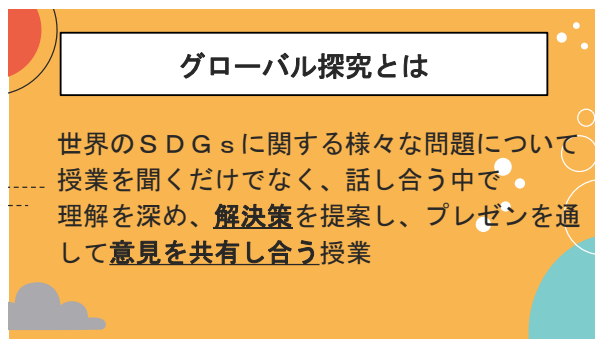 グローバル探究とは
世界のＳＤＧｓに関する様々な問題について
授業を聞くだけでなく、話し合う中で
理解を深め、解決策を提案し、プレゼンを通
して意見を共有し合う授業